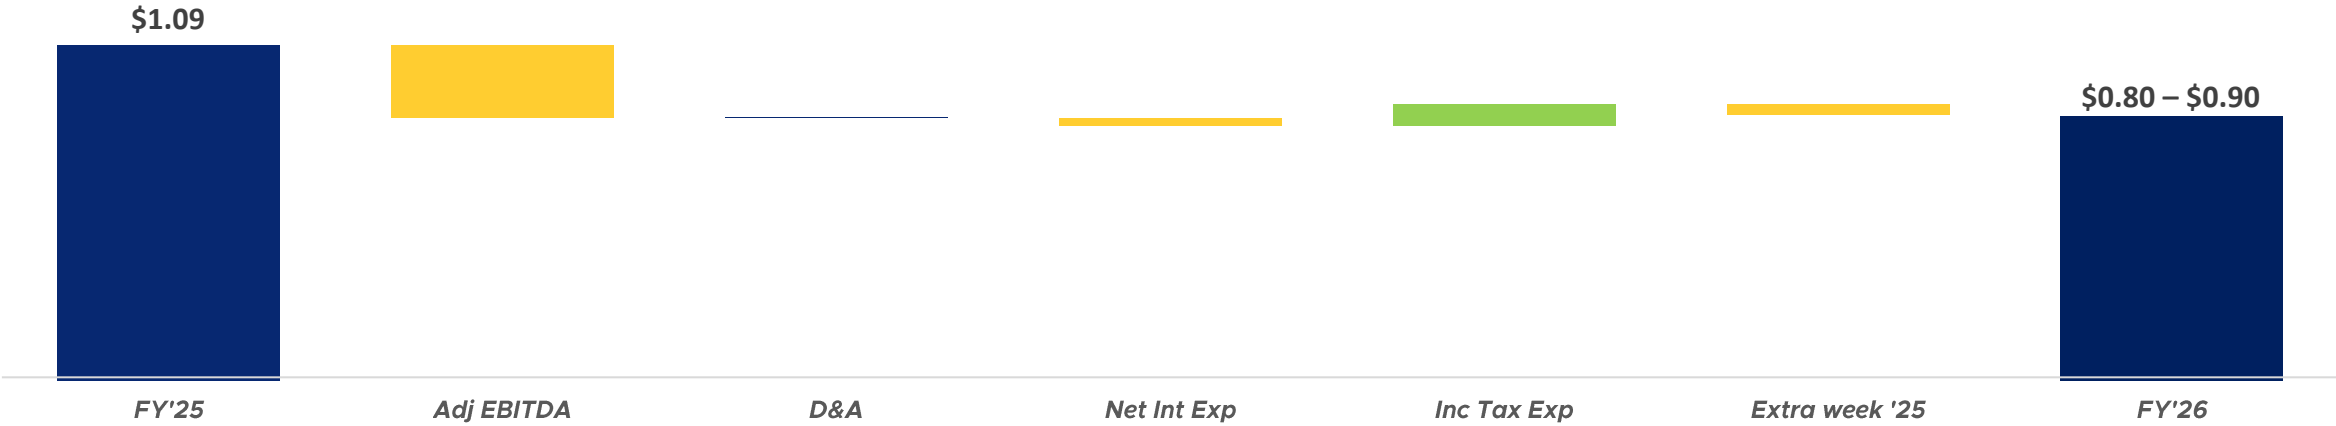 $1.09
$0.80 – $0.90
FY'25
Adj EBITDA
D&A
Net Int Exp
Inc Tax Exp
Extra week '25
FY'26